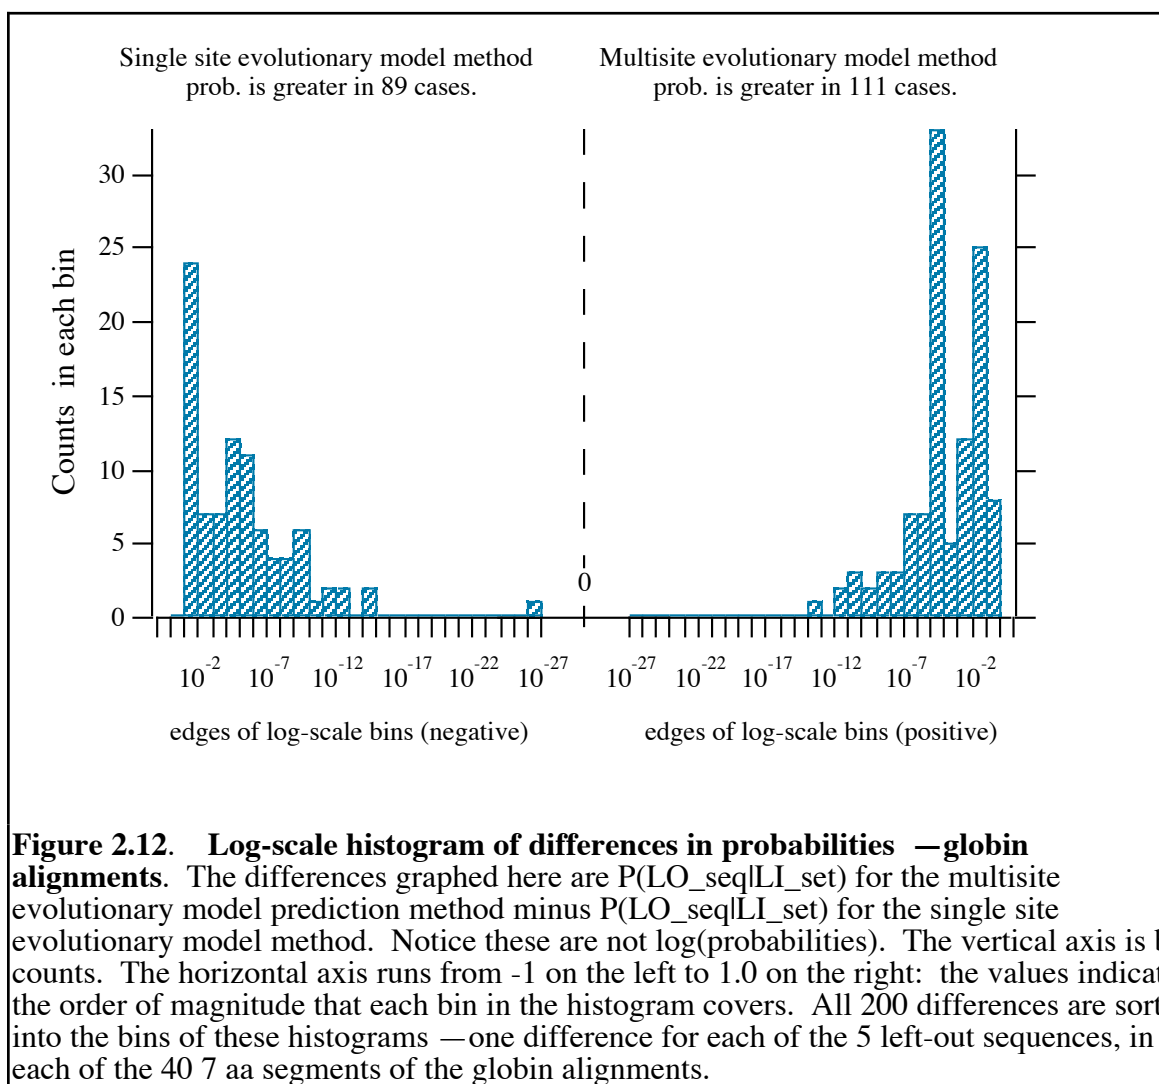 Single site evolutionary model method
prob. is greater in 89 cases.
Multisite evolutionary model method
prob. is greater in 111 cases.
30
25
20
15
10
5
0
Counts in each bin
0
10-2 10-7 10-12 10-17 10-22 10-27 10-27 10-22 10-17 10-12 10-7 10-2
edges of log-scale bins (negative)
edges of log-scale bins (positive)
Figure 2.12. Log-scale histogram of differences in probabilities —globin
alignments. The differences graphed here are P(LO_seq|LI_set) for the multisite
evolutionary model prediction method minus P(LO_seq|LI_set) for the single site
evolutionary model method. Notice these are not log(probabilities). The vertical axis is
counts. The horizontal axis runs from -1 on the left to 1.0 on the right: the values indicat
the order of magnitude that each bin in the histogram covers. All 200 differences are sort
into the bins of these histograms —one difference for each of the 5 left-out sequences, in
each of the 40 7 aa segments of the globin alignments.